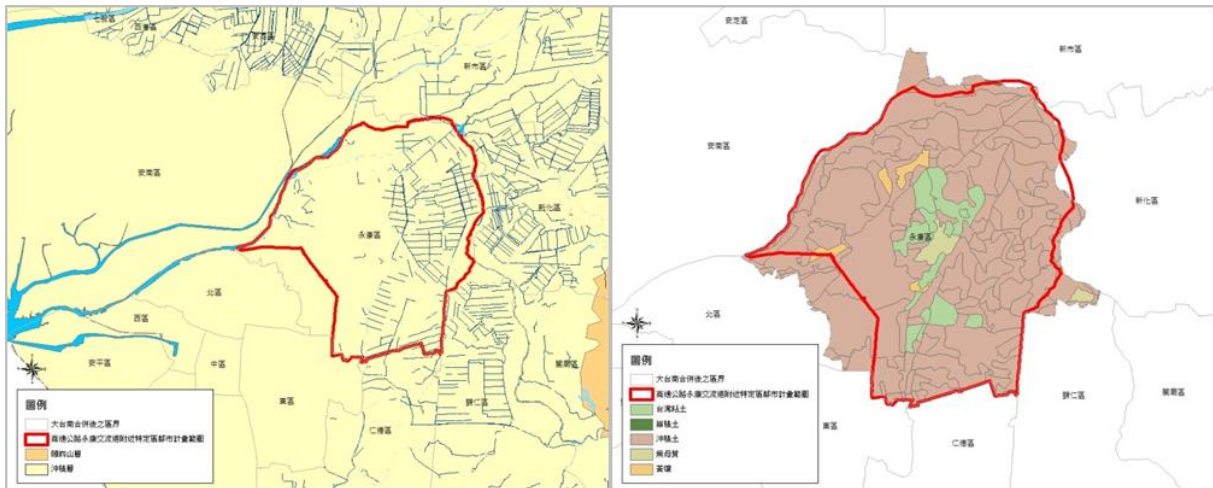 七股區
西港區
安定區
新市區
安南區
永康區
新化區
北區
西區
安平區
中區
東區
仁德區
歸仁區
關廟區
圖例
大台南合併後之區界
高速公路永康交流道附近特定區都市計畫範圍
頭嵙山層
沖積層
安定區
新市區
安南區
永康區
新化區
北區
東區
仁德區
歸仁區
關廟區
圖例
大台南合併後之區界
高速公路永康交流道附近特定區都市計畫範圍
台灣粘土
崩積土
沖積土
無母質
黃壤